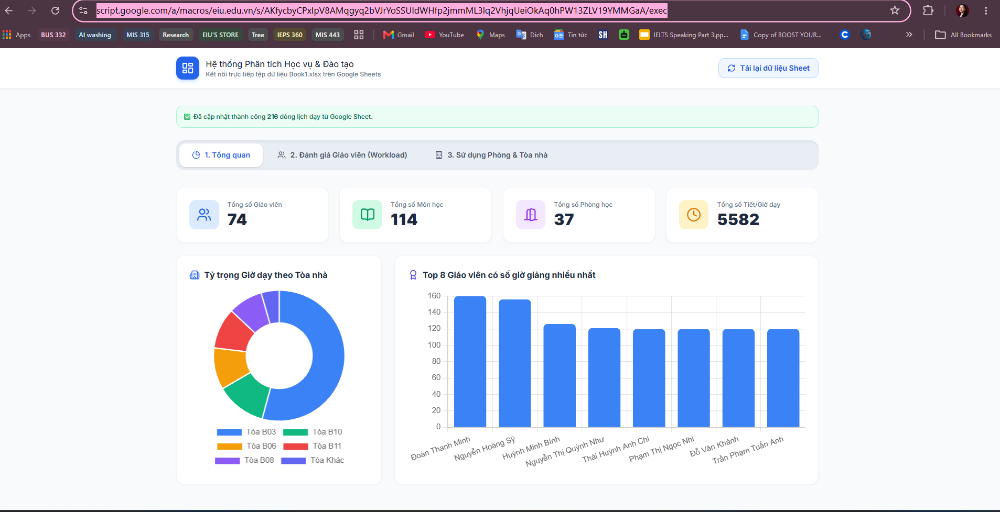 script.google.com/a/macros/eiu.edu.vn/s/AKfycbyCPxIpV8AMqgyq2bVJrYoSSUIdWHfp2jmmML3lq2VhjqUeiOkAq0hPW13ZLV19YMMGaA/exec
Apps BUS 332 AI washing MIS 315 Research EIU'S STORE Tree IEPS 360 MIS 443 Gmail YouTube Maps Dịch Tin tức SH IELTS Speaking Part 3.pp... Copy of BOOST YOUR... All Bookmarks
Hệ thống Phân tích Học vụ & Đào tạo
Kết nối trực tiếp tệp dữ liệu Book1.xlsx trên Google Sheets
Tải lại dữ liệu Sheet
Đã cập nhật thành công 216 dòng lịch dạy từ Google Sheet.
1. Tổng quan
2. Đánh giá Giáo viên (Workload)
3. Sử dụng Phòng & Tòa nhà
Tổng số Giáo viên
74
Tổng số Môn học
114
Tổng số Phòng học
37
Tổng số Tiết/Giờ dạy
5582
Tỷ trọng Giờ dạy theo Tòa nhà
Tòa B03 Tòa B10
Tòa B06 Tòa B11
Tòa B08 Tòa Khác
Top 8 Giáo viên có số giờ giảng nhiều nhất
160
140
120
100
80
60
40
20
0
Đoàn Thanh Minh
Nguyễn Hoàng Sỹ
Huỳnh Minh Bính
Nguyễn Thị Quỳnh Như
Thái Huỳnh Anh Chi
Phạm Thị Ngọc Nhi
Đỗ Vân Khánh
Trần Phạm Tuấn Anh